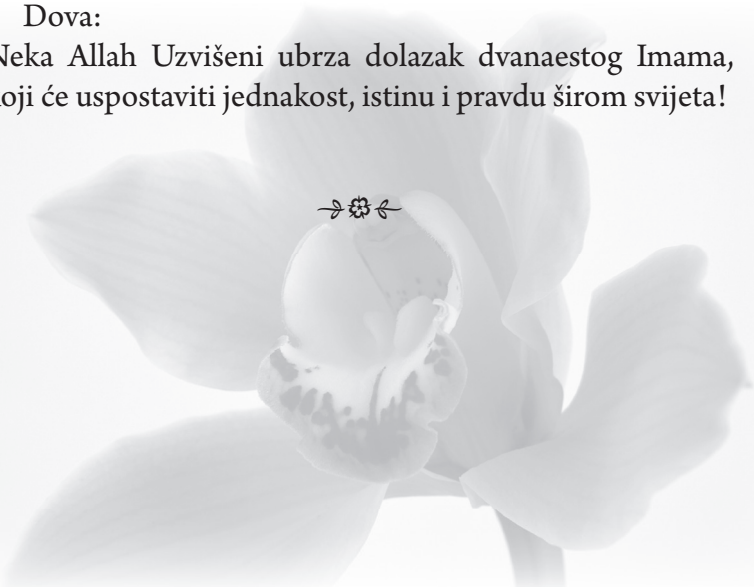 Dova:
Neka Allah Uzvišeni ubrza dolazak dvanaestog Imama,
koji će uspostaviti jednakost, istinu i pravdu širom svijeta!